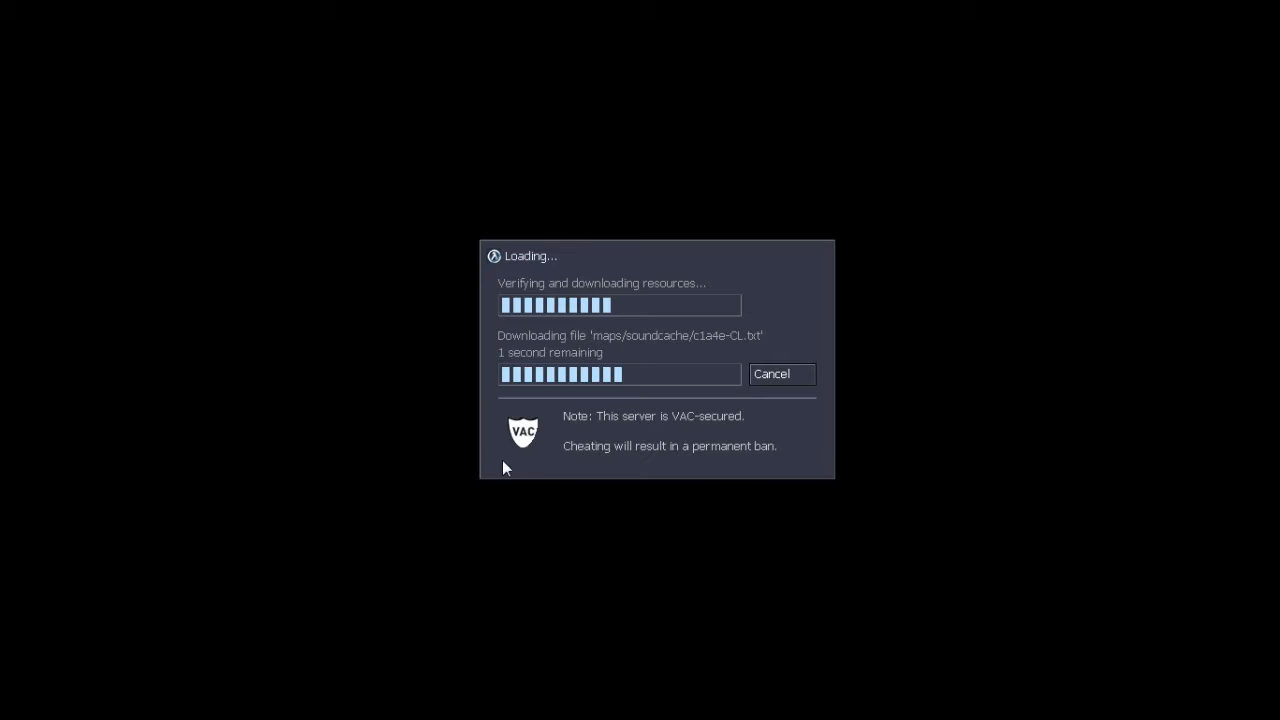 Loading...
Verifying and downloading resources...
Downloading file 'maps/soundcache/c1a4e-CL.txt'
1 second remaining
Cancel
Note: This server is VAC-secured.
VAC
Cheating will result in a permanent ban.